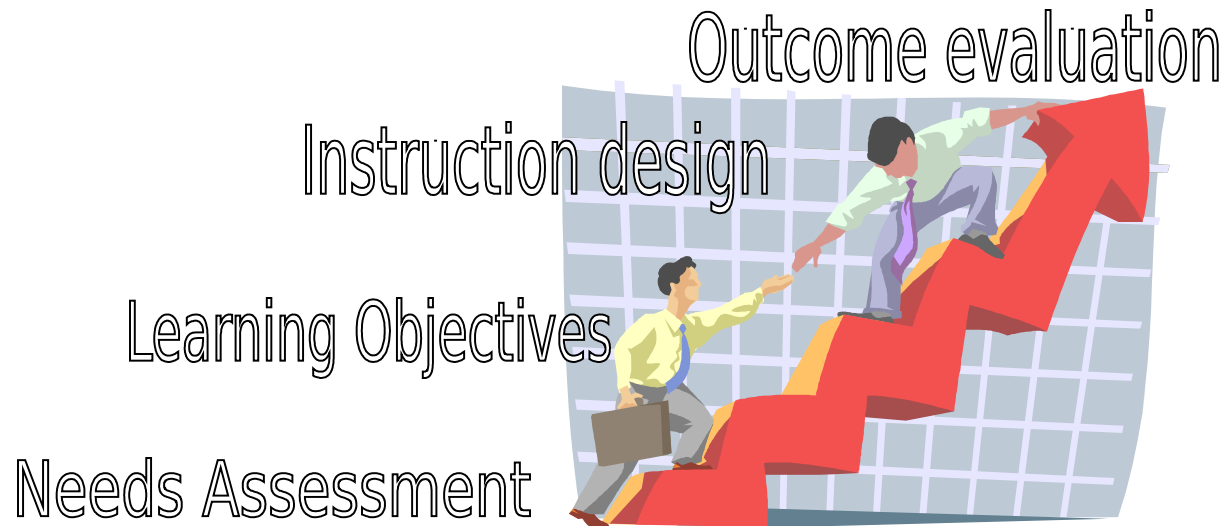 Outcome evaluation
Instruction design
Learning Objectives
Needs Assessment